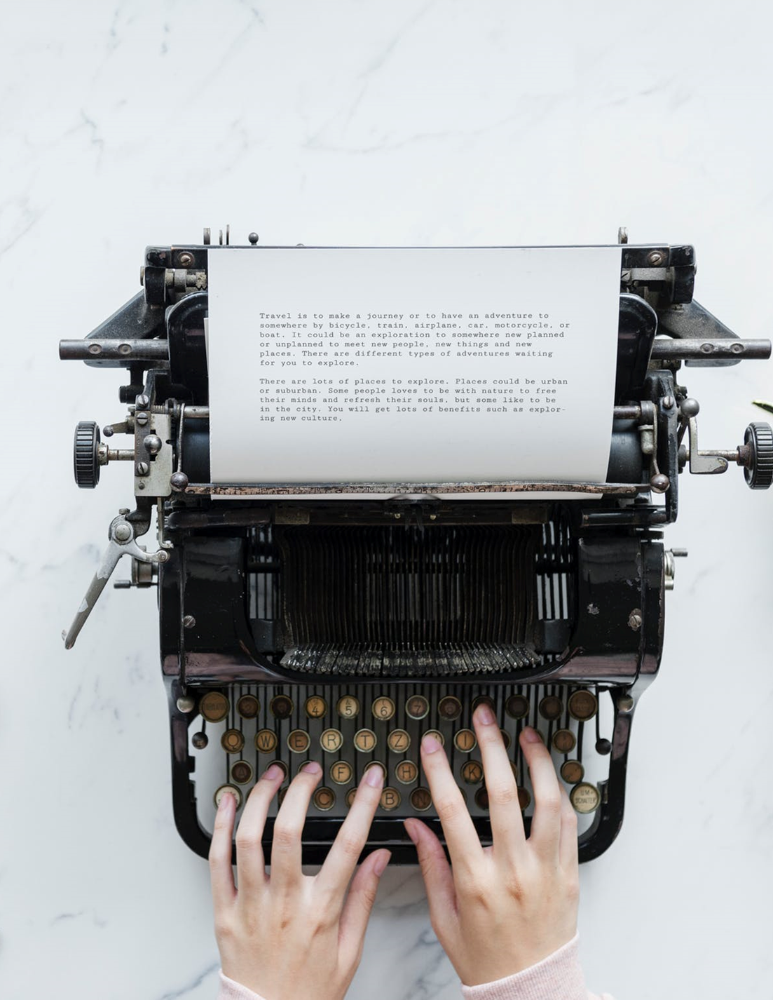 Travel is to make a journey or to have an adventure to
somewhere by bicycle, train, airplane, car, motorcycle, or
boat. It could be an exploration to somewhere new planned
or unplanned to meet new people, new things and new
places. There are different types of adventures waiting
for you to explore.
There are lots of places to explore. Places could be urban
or suburban. Some people loves to be with nature to free
their minds and refresh their souls, but some like to be
in the city. You will get lots of benefits such as explor-
ing new culture.
4 5 6 7
Q W E R T Z I
A F H K
C B N
UM-
SCHALTER